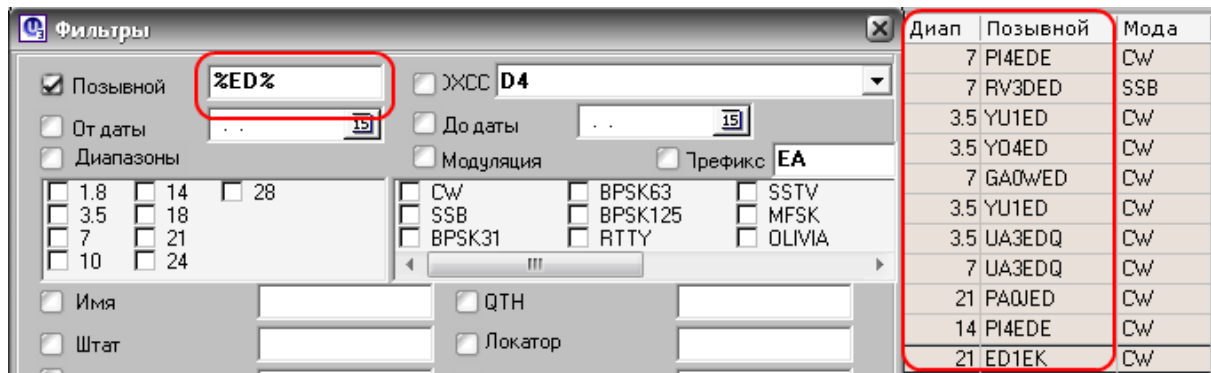 Фильтры
Позывной %ED% ЭХСС D4
От даты . . 15 До даты . . 15
Диапазоны Модуляция Префикс EA
1.8 14 28 CW BPSK63 SSTV
3.5 18 SSB BPSK125 MFSK
7 21 BPSK31 RTTY OLIVIA
10 24
Имя QTH
Штат Локатор
Диап Позывной Мода
7 PI4EDE CW
7 RV3DED SSB
3.5 YU1ED CW
3.5 YO4ED CW
7 GA0WED CW
3.5 YU1ED CW
3.5 UA3EDQ CW
7 UA3EDQ CW
21 PA0JED CW
14 PI4EDE CW
21 ED1EK CW